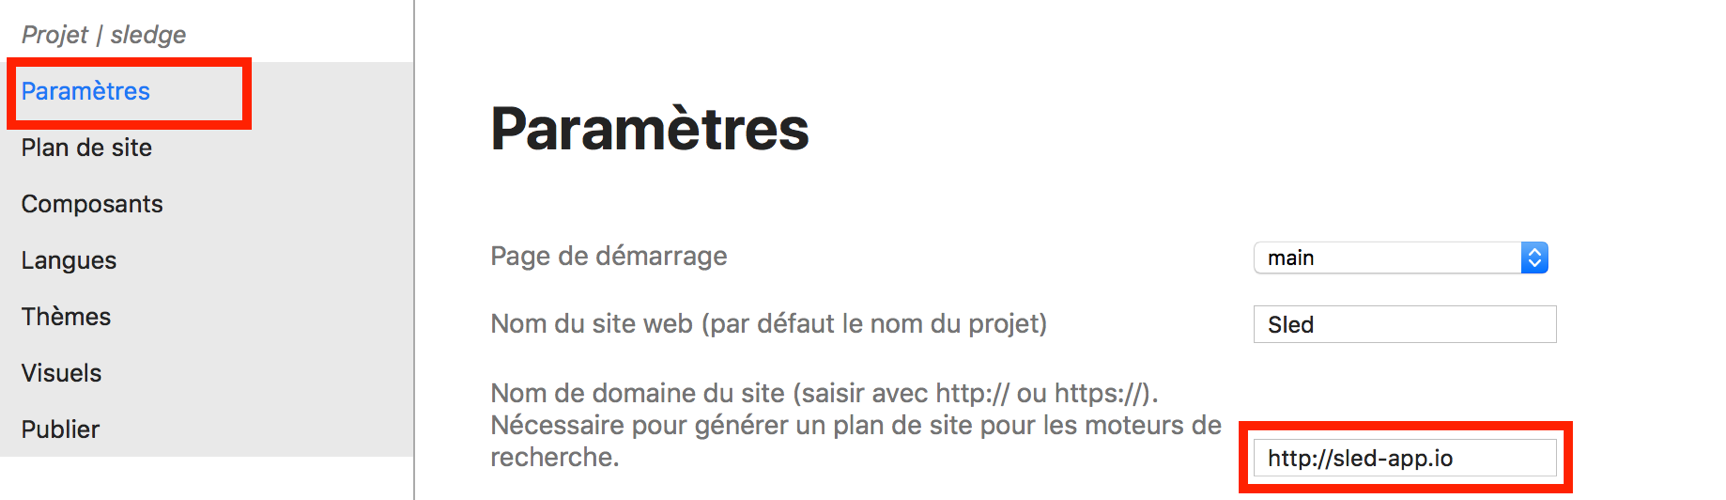 Projet | sledge
Paramètres
Plan de site
Composants
Langues
Thèmes
Visuels
Publier
Paramètres
Page de démarrage
main
Nom du site web (par défaut le nom du projet)
Sled
Nom de domaine du site (saisir avec http:// ou https://).
Nécessaire pour générer un plan de site pour les moteurs de
recherche.
http://sled-app.io